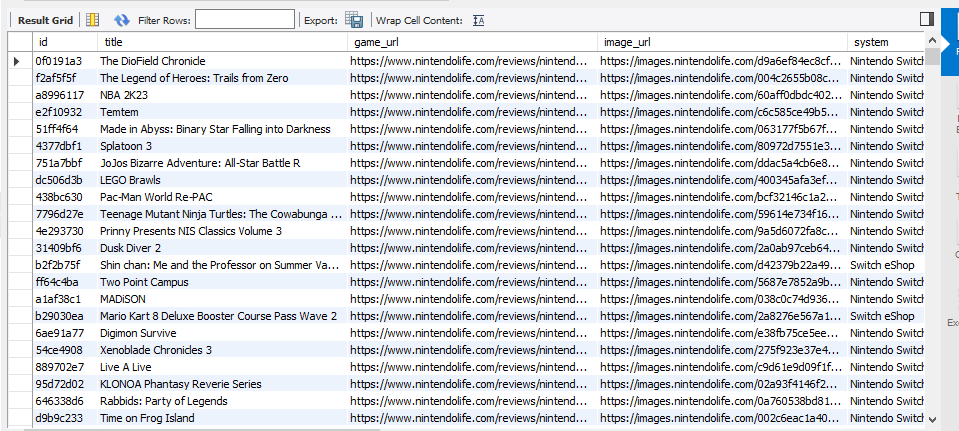 Result Grid Filter Rows: Export: Wrap Cell Content:
id title game_url image_url system
0f0191a3 The DioField Chronicle https://www.nintendolife.com/reviews/nintend... https://images.nintendolife.com/d9a6ef84ec8cf... Nintendo Switch
f2af5f5f The Legend of Heroes: Trails from Zero https://www.nintendolife.com/reviews/nintend... https://images.nintendolife.com/004c2655b08c... Nintendo Switch
a8996117 NBA 2K23 https://www.nintendolife.com/reviews/nintend... https://images.nintendolife.com/60aff0bdbc402... Nintendo Switch
e2f10932 Temtem https://www.nintendolife.com/reviews/nintend... https://images.nintendolife.com/c6c585ce49b5... Nintendo Switch
51ff4f64 Made in Abyss: Binary Star Falling into Darkness https://www.nintendolife.com/reviews/nintend... https://images.nintendolife.com/063177f5b67f... Nintendo Switch
4377dbf1 Splatoon 3 https://www.nintendolife.com/reviews/nintend... https://images.nintendolife.com/80972d7551e3... Nintendo Switch
751a7bbf JoJos Bizarre Adventure: All-Star Battle R https://www.nintendolife.com/reviews/nintend... https://images.nintendolife.com/ddac5a4cb6e8... Nintendo Switch
dc506d3b LEGO Brawls https://www.nintendolife.com/reviews/nintend... https://images.nintendolife.com/400345afa3ef... Nintendo Switch
438bc630 Pac-Man World Re-PAC https://www.nintendolife.com/reviews/nintend... https://images.nintendolife.com/bcf32146c1a2... Nintendo Switch
7796d27e Teenage Mutant Ninja Turtles: The Cowabunga ... https://www.nintendolife.com/reviews/nintend... https://images.nintendolife.com/59614e734f16... Nintendo Switch
4e293730 Prinny Presents NIS Classics Volume 3 https://www.nintendolife.com/reviews/nintend... https://images.nintendolife.com/9a5d6072fa8c... Nintendo Switch
31409bf6 Dusk Diver 2 https://www.nintendolife.com/reviews/nintend... https://images.nintendolife.com/2a0ab97ceb64... Nintendo Switch
b2f2b75f Shin chan: Me and the Professor on Summer Va... https://www.nintendolife.com/reviews/nintend... https://images.nintendolife.com/d42379b22a49... Switch eShop
ff64c4ba Two Point Campus https://www.nintendolife.com/reviews/nintend... https://images.nintendolife.com/5687e7852a9b... Nintendo Switch
a1af38c1 MADiSON https://www.nintendolife.com/reviews/nintend... https://images.nintendolife.com/038c0c74d936... Nintendo Switch
b29030ea Mario Kart 8 Deluxe Booster Course Pass Wave 2 https://www.nintendolife.com/reviews/nintend... https://images.nintendolife.com/2a8276e567a1... Switch eShop
6ae91a77 Digimon Survive https://www.nintendolife.com/reviews/nintend... https://images.nintendolife.com/e38fb75ce5ee... Nintendo Switch
54ce4908 Xenoblade Chronicles 3 https://www.nintendolife.com/reviews/nintend... https://images.nintendolife.com/275f923e37e4... Nintendo Switch
889702e7 Live A Live https://www.nintendolife.com/reviews/nintend... https://images.nintendolife.com/c9d61e9d09f1f... Nintendo Switch
95d72d02 KLONOA Phantasy Reverie Series https://www.nintendolife.com/reviews/nintend... https://images.nintendolife.com/02a93f4146f2... Nintendo Switch
646338d6 Rabbids: Party of Legends https://www.nintendolife.com/reviews/nintend... https://images.nintendolife.com/0a760538bd81... Nintendo Switch
d9b9c233 Time on Frog Island https://www.nintendolife.com/reviews/nintend... https://images.nintendolife.com/002c6eac1a40... Nintendo Switch